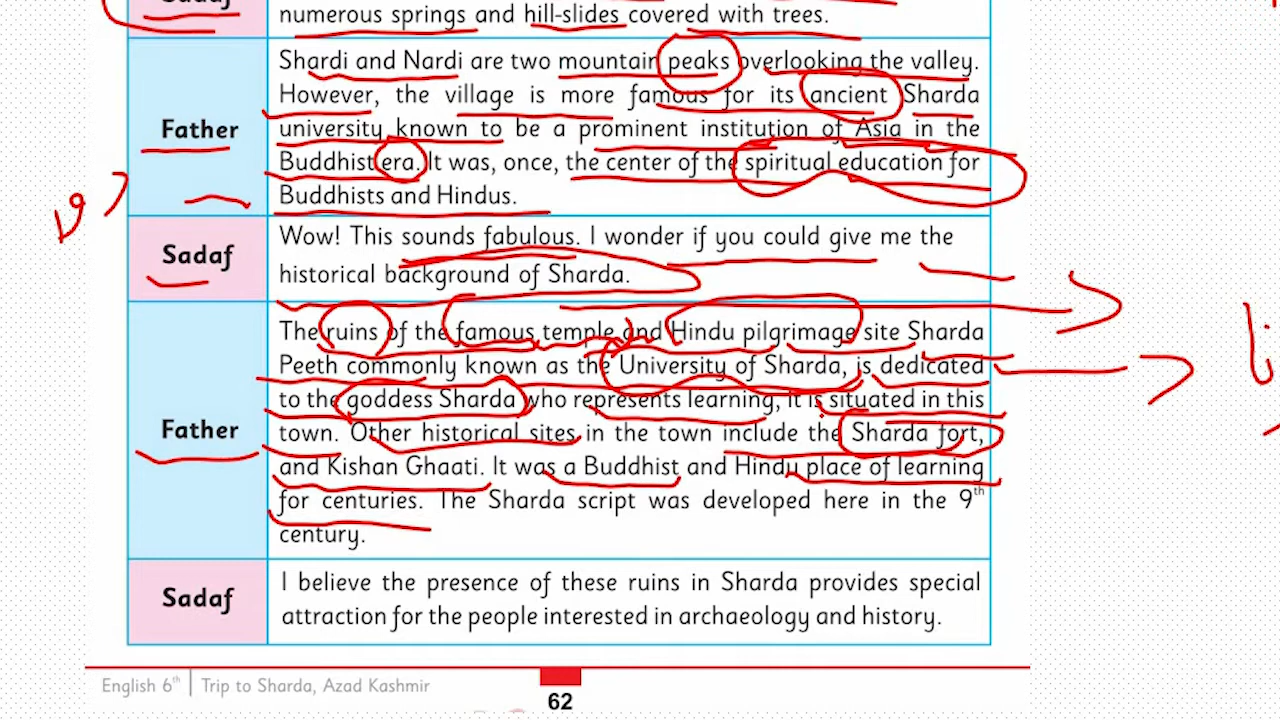 Sadaf
numerous springs and hill-slides covered with trees.
Father
Shardi and Nardi are two mountain peaks overlooking the valley.
However, the village is more famous for its ancient Sharda
university known to be a prominent institution of Asia in the
Buddhist era. It was, once, the center of the spiritual education for
Buddhists and Hindus.
Sadaf
Wow! This sounds fabulous. I wonder if you could give me the
historical background of Sharda.
Father
The ruins of the famous temple and Hindu pilgrimage site Sharda
Peeth commonly known as the University of Sharda, is dedicated
to the goddess Sharda who represents learning, it is situated in this
town. Other historical sites in the town include the Sharda fort,
and Kishan Ghaati. It was a Buddhist and Hindu place of learning
for centuries. The Sharda script was developed here in the 9th
century.
Sadaf
I believe the presence of these ruins in Sharda provides special
attraction for the people interested in archaeology and history.
English 6th | Trip to Sharda, Azad Kashmir
62